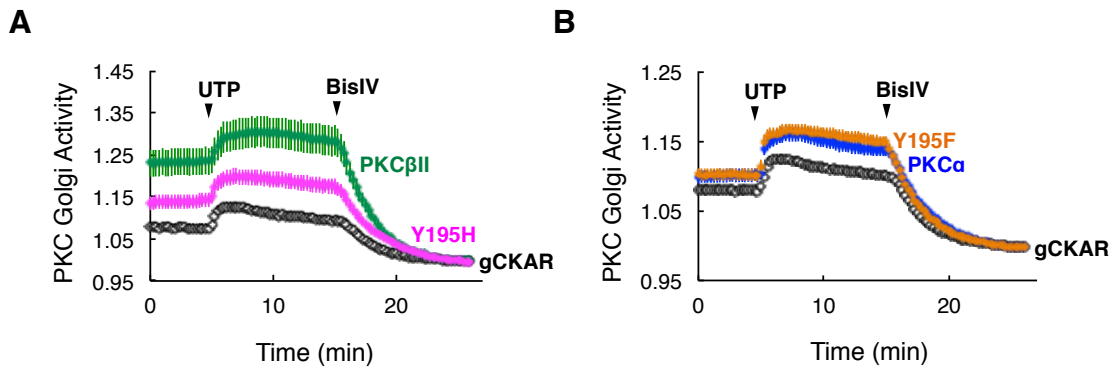 A
PKC Golgi Activity
1.45
1.35
1.25
1.15
1.05
0.95
UTP
BisIV
PKCβII
Y195H
gCKAR
0
10
20
Time (min)
B
PKC Golgi Activity
1.25
1.15
1.05
0.95
UTP
BisIV
Y195F
PKCα
gCKAR
0
10
20
Time (min)